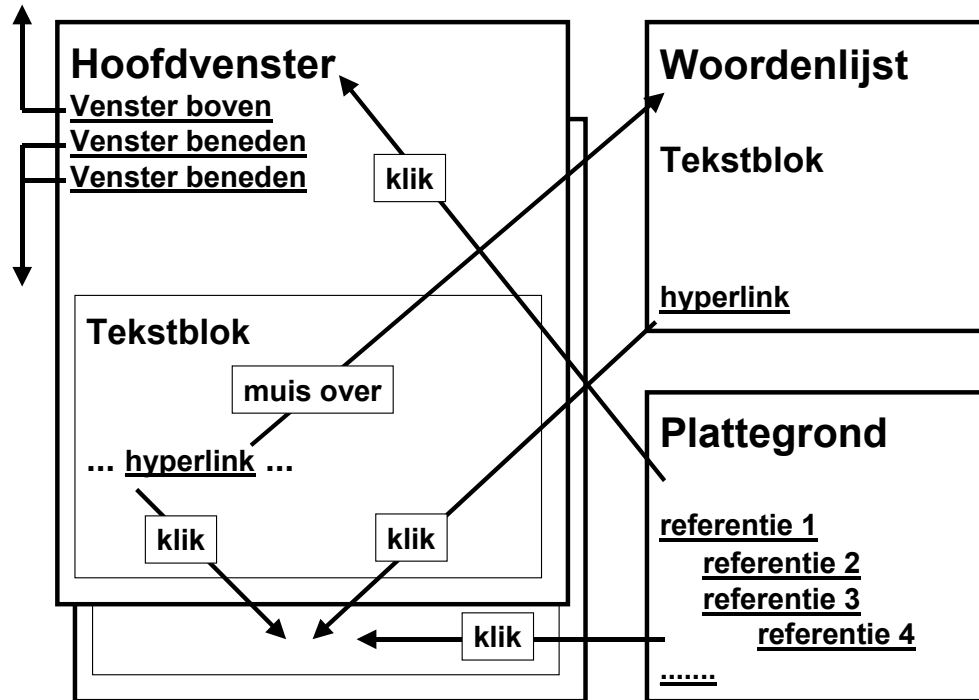 Hoofdvenster
Venster boven
Venster beneden
Venster beneden
klik
Tekstblok
muis over
... hyperlink ...
klik
klik
klik
Woordenlijst
Tekstblok
hyperlink
Plattegrond
referentie 1
referentie 2
referentie 3
referentie 4
.......